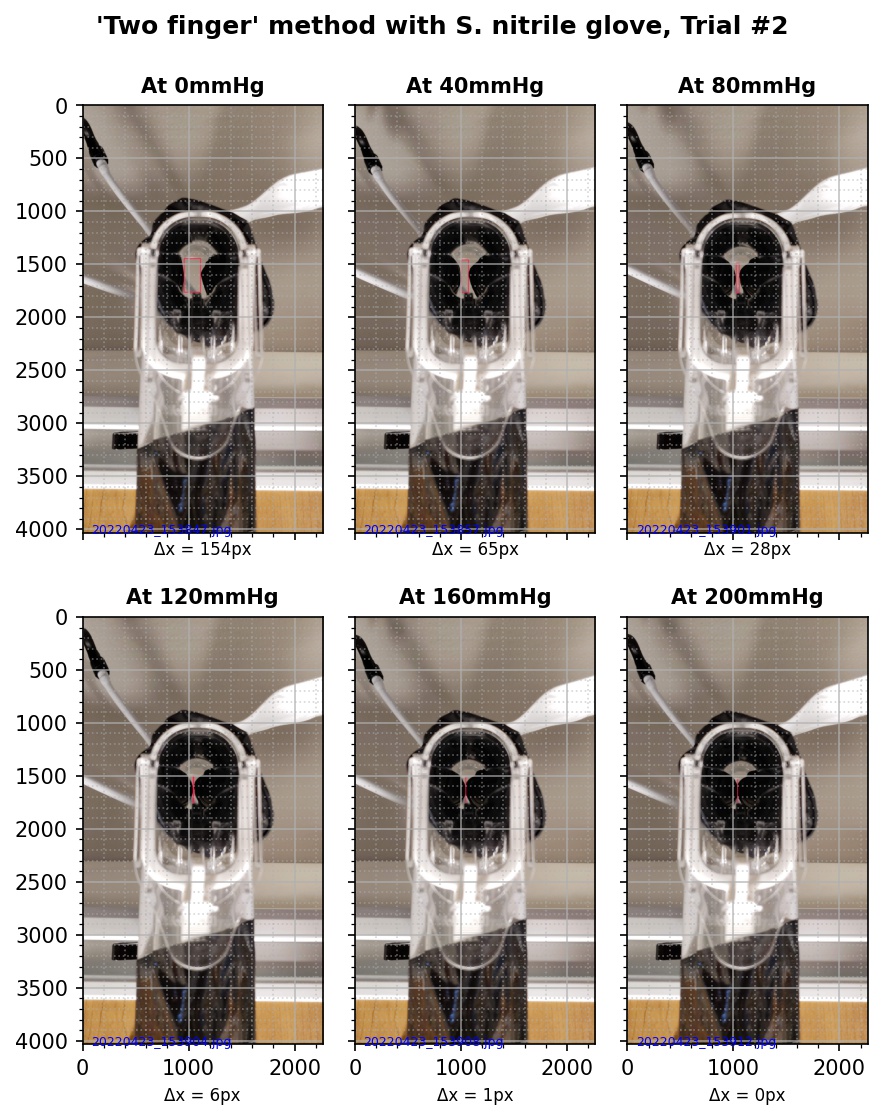 'Two finger' method with S. nitrile glove, Trial #2
At 0mmHg
At 40mmHg
At 80mmHg
0
500
1000
1500
2000
2500
3000
3500
4000
Δx = 154px
Δx = 65px
Δx = 28px
At 120mmHg
At 160mmHg
At 200mmHg
0
500
1000
1500
2000
2500
3000
3500
4000
0 1000 2000
0 1000 2000
0 1000 2000
Δx = 6px
Δx = 1px
Δx = 0px